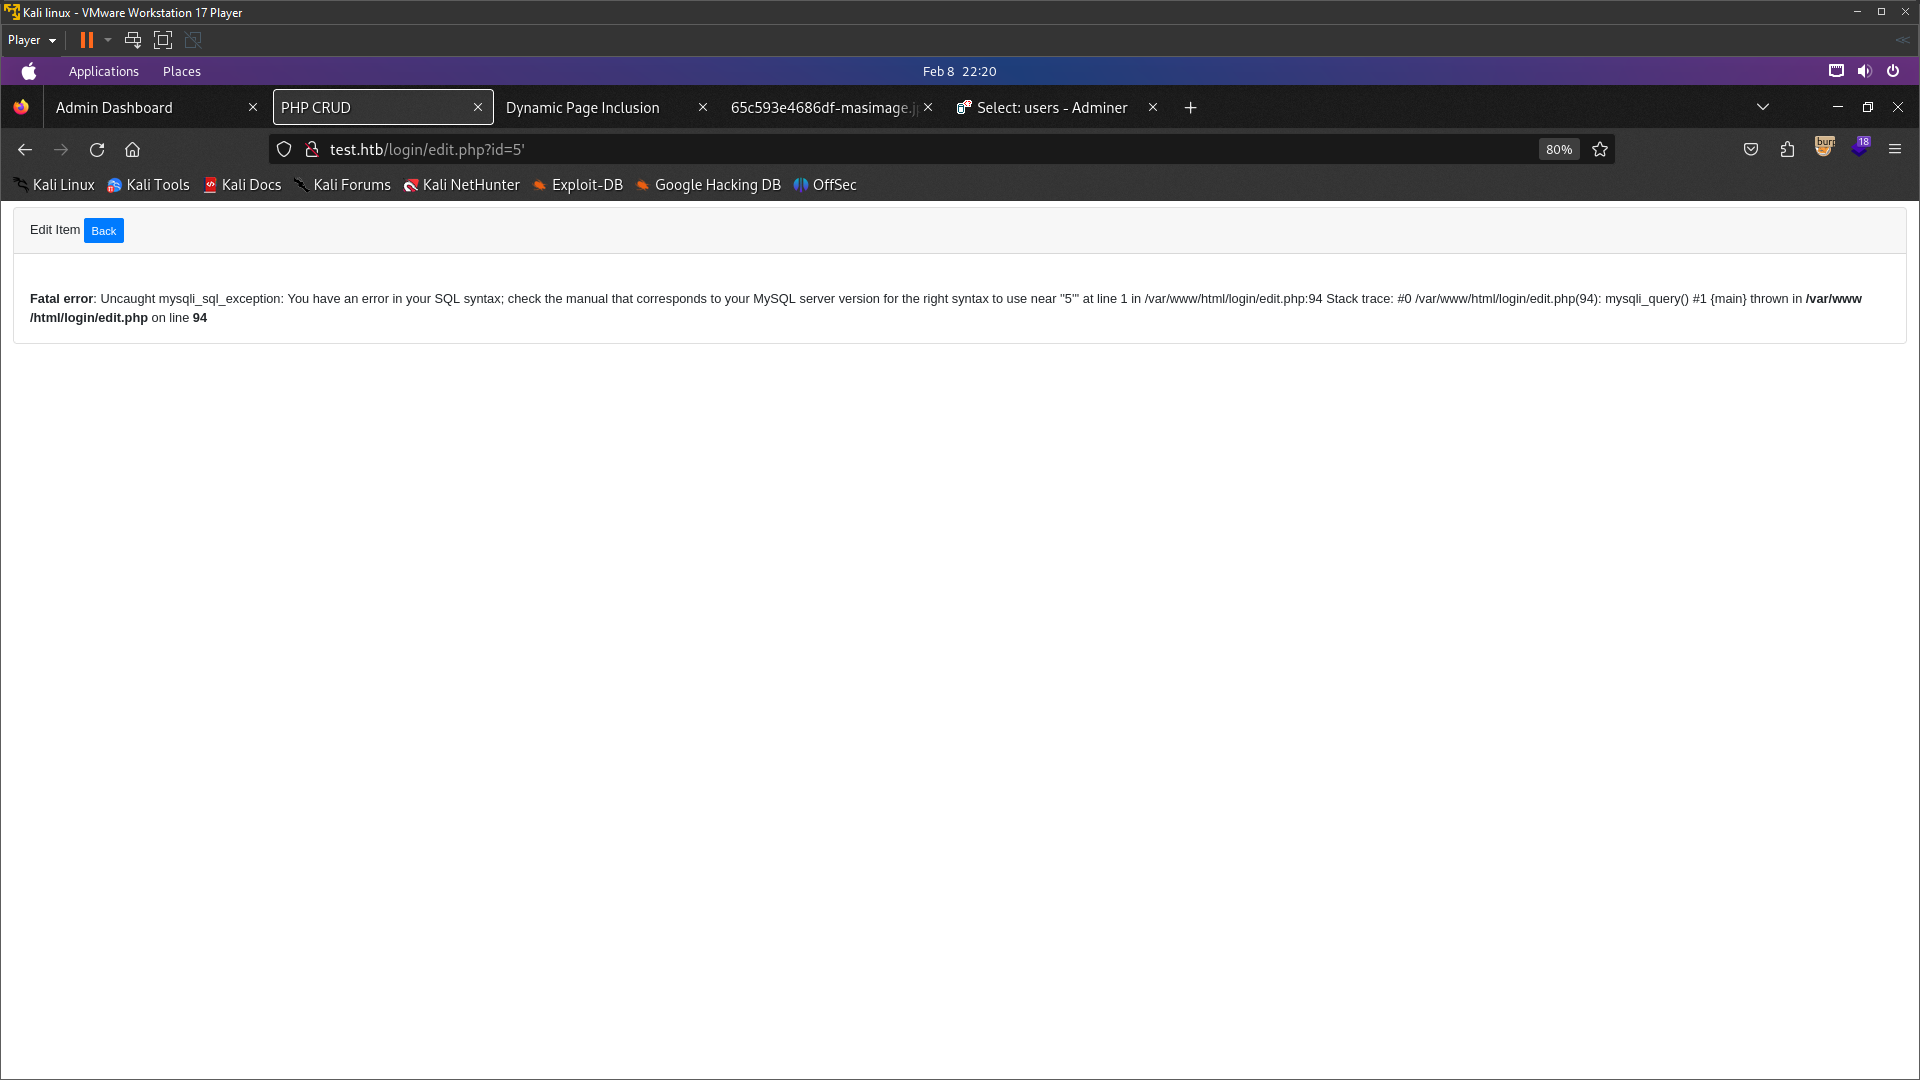 Kali linux - VMware Workstation 17 Player
Player
Applications Places Feb 8 22:20
Admin Dashboard PHP CRUD Dynamic Page Inclusion 65c593e4686df-masimage.j Select: users - Adminer
test.htb/login/edit.php?id=5' 80% 18
Kali Linux Kali Tools Kali Docs Kali Forums Kali NetHunter Exploit-DB Google Hacking DB OffSec
Edit Item Back
Fatal error: Uncaught mysqli_sql_exception: You have an error in your SQL syntax; check the manual that corresponds to your MySQL server version for the right syntax to use near ''5''' at line 1 in /var/www/html/login/edit.php:94 Stack trace: #0 /var/www/html/login/edit.php(94): mysqli_query() #1 {main} thrown in /var/www
/html/login/edit.php on line 94